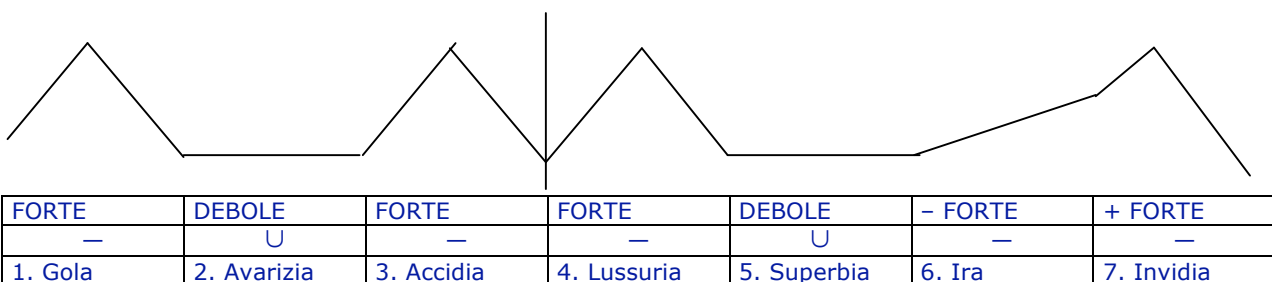 FORTE DEBOLE FORTE FORTE DEBOLE – FORTE + FORTE
— ∪ — — ∪ — —
1. Gola 2. Avarizia 3. Accidia 4. Lussuria 5. Superbia 6. Ira 7. Invidia